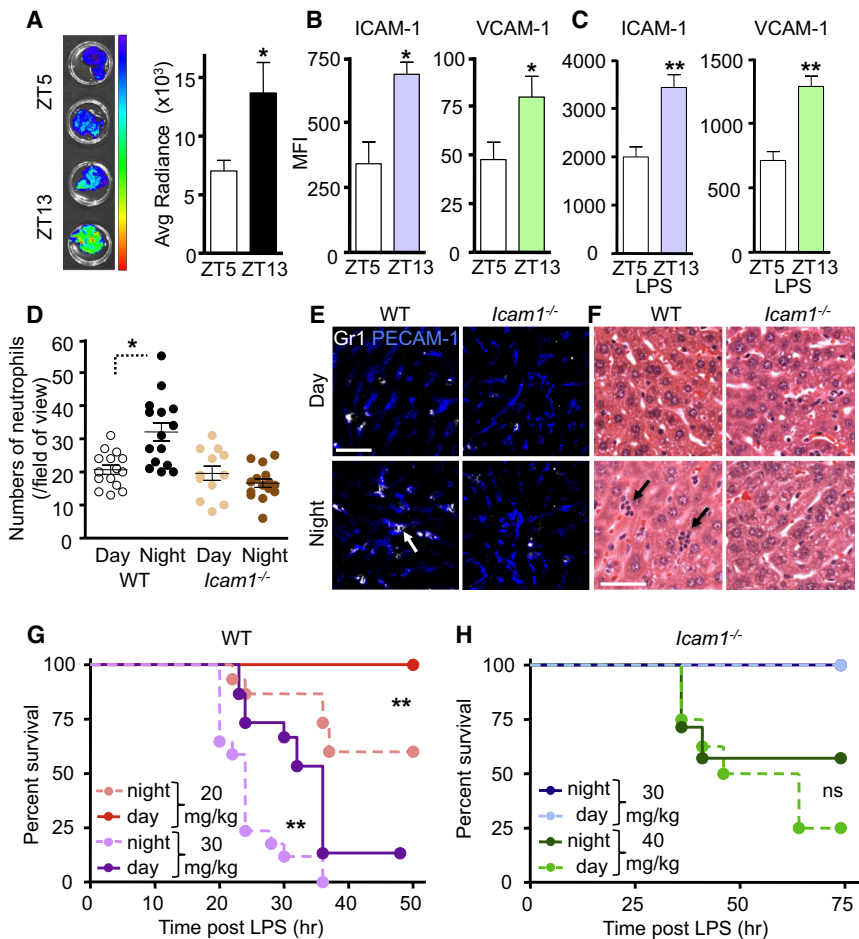 A
ZT5
ZT13
Avg Radiance (x10³)
15
10
5
0
*
ZT5 ZT13
B
ICAM-1
MFI
750
500
250
0
*
ZT5 ZT13
VCAM-1
100
75
50
25
0
*
ZT5 ZT13
C
ICAM-1
4000
3000
2000
1000
0
**
ZT5 ZT13
LPS
VCAM-1
1500
1000
500
0
**
ZT5 ZT13
LPS
D
Numbers of neutrophils
(/field of view)
60
50
40
30
20
10
0
*
Day Night Day Night
WT Icam1-/-
E
WT Icam1-/-
Gr1 PECAM-1
Day
Night
F
WT Icam1-/-
G
WT
Percent survival
100
75
50
25
0
**
**
night
day
20
mg/kg
night
day
30
mg/kg
0 10 20 30 40 50
Time post LPS (hr)
H
Icam1-/-
Percent survival
100
75
50
25
0
ns
night
day
30
mg/kg
night
day
40
mg/kg
0 25 50 75
Time post LPS (hr)